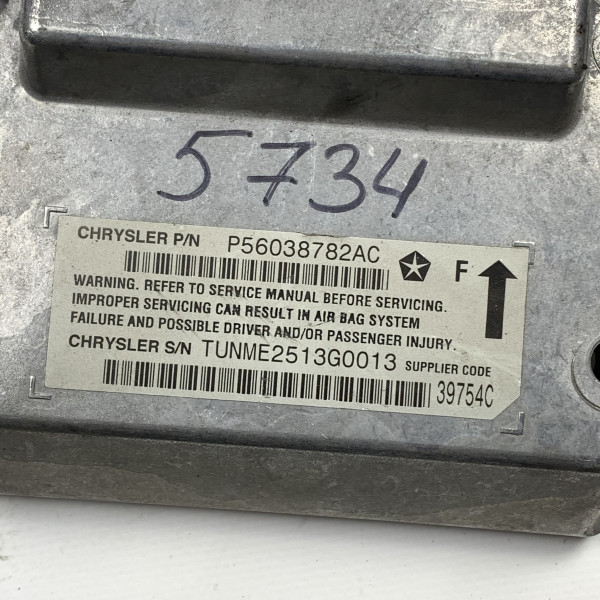 5734
CHRYSLER P/N P56038782AC
F
WARNING. REFER TO SERVICE MANUAL BEFORE SERVICING.
IMPROPER SERVICING CAN RESULT IN AIR BAG SYSTEM
FAILURE AND POSSIBLE DRIVER AND/OR PASSENGER INJURY.
CHRYSLER S/N TUNME2513G0013 SUPPLIER CODE
39754C